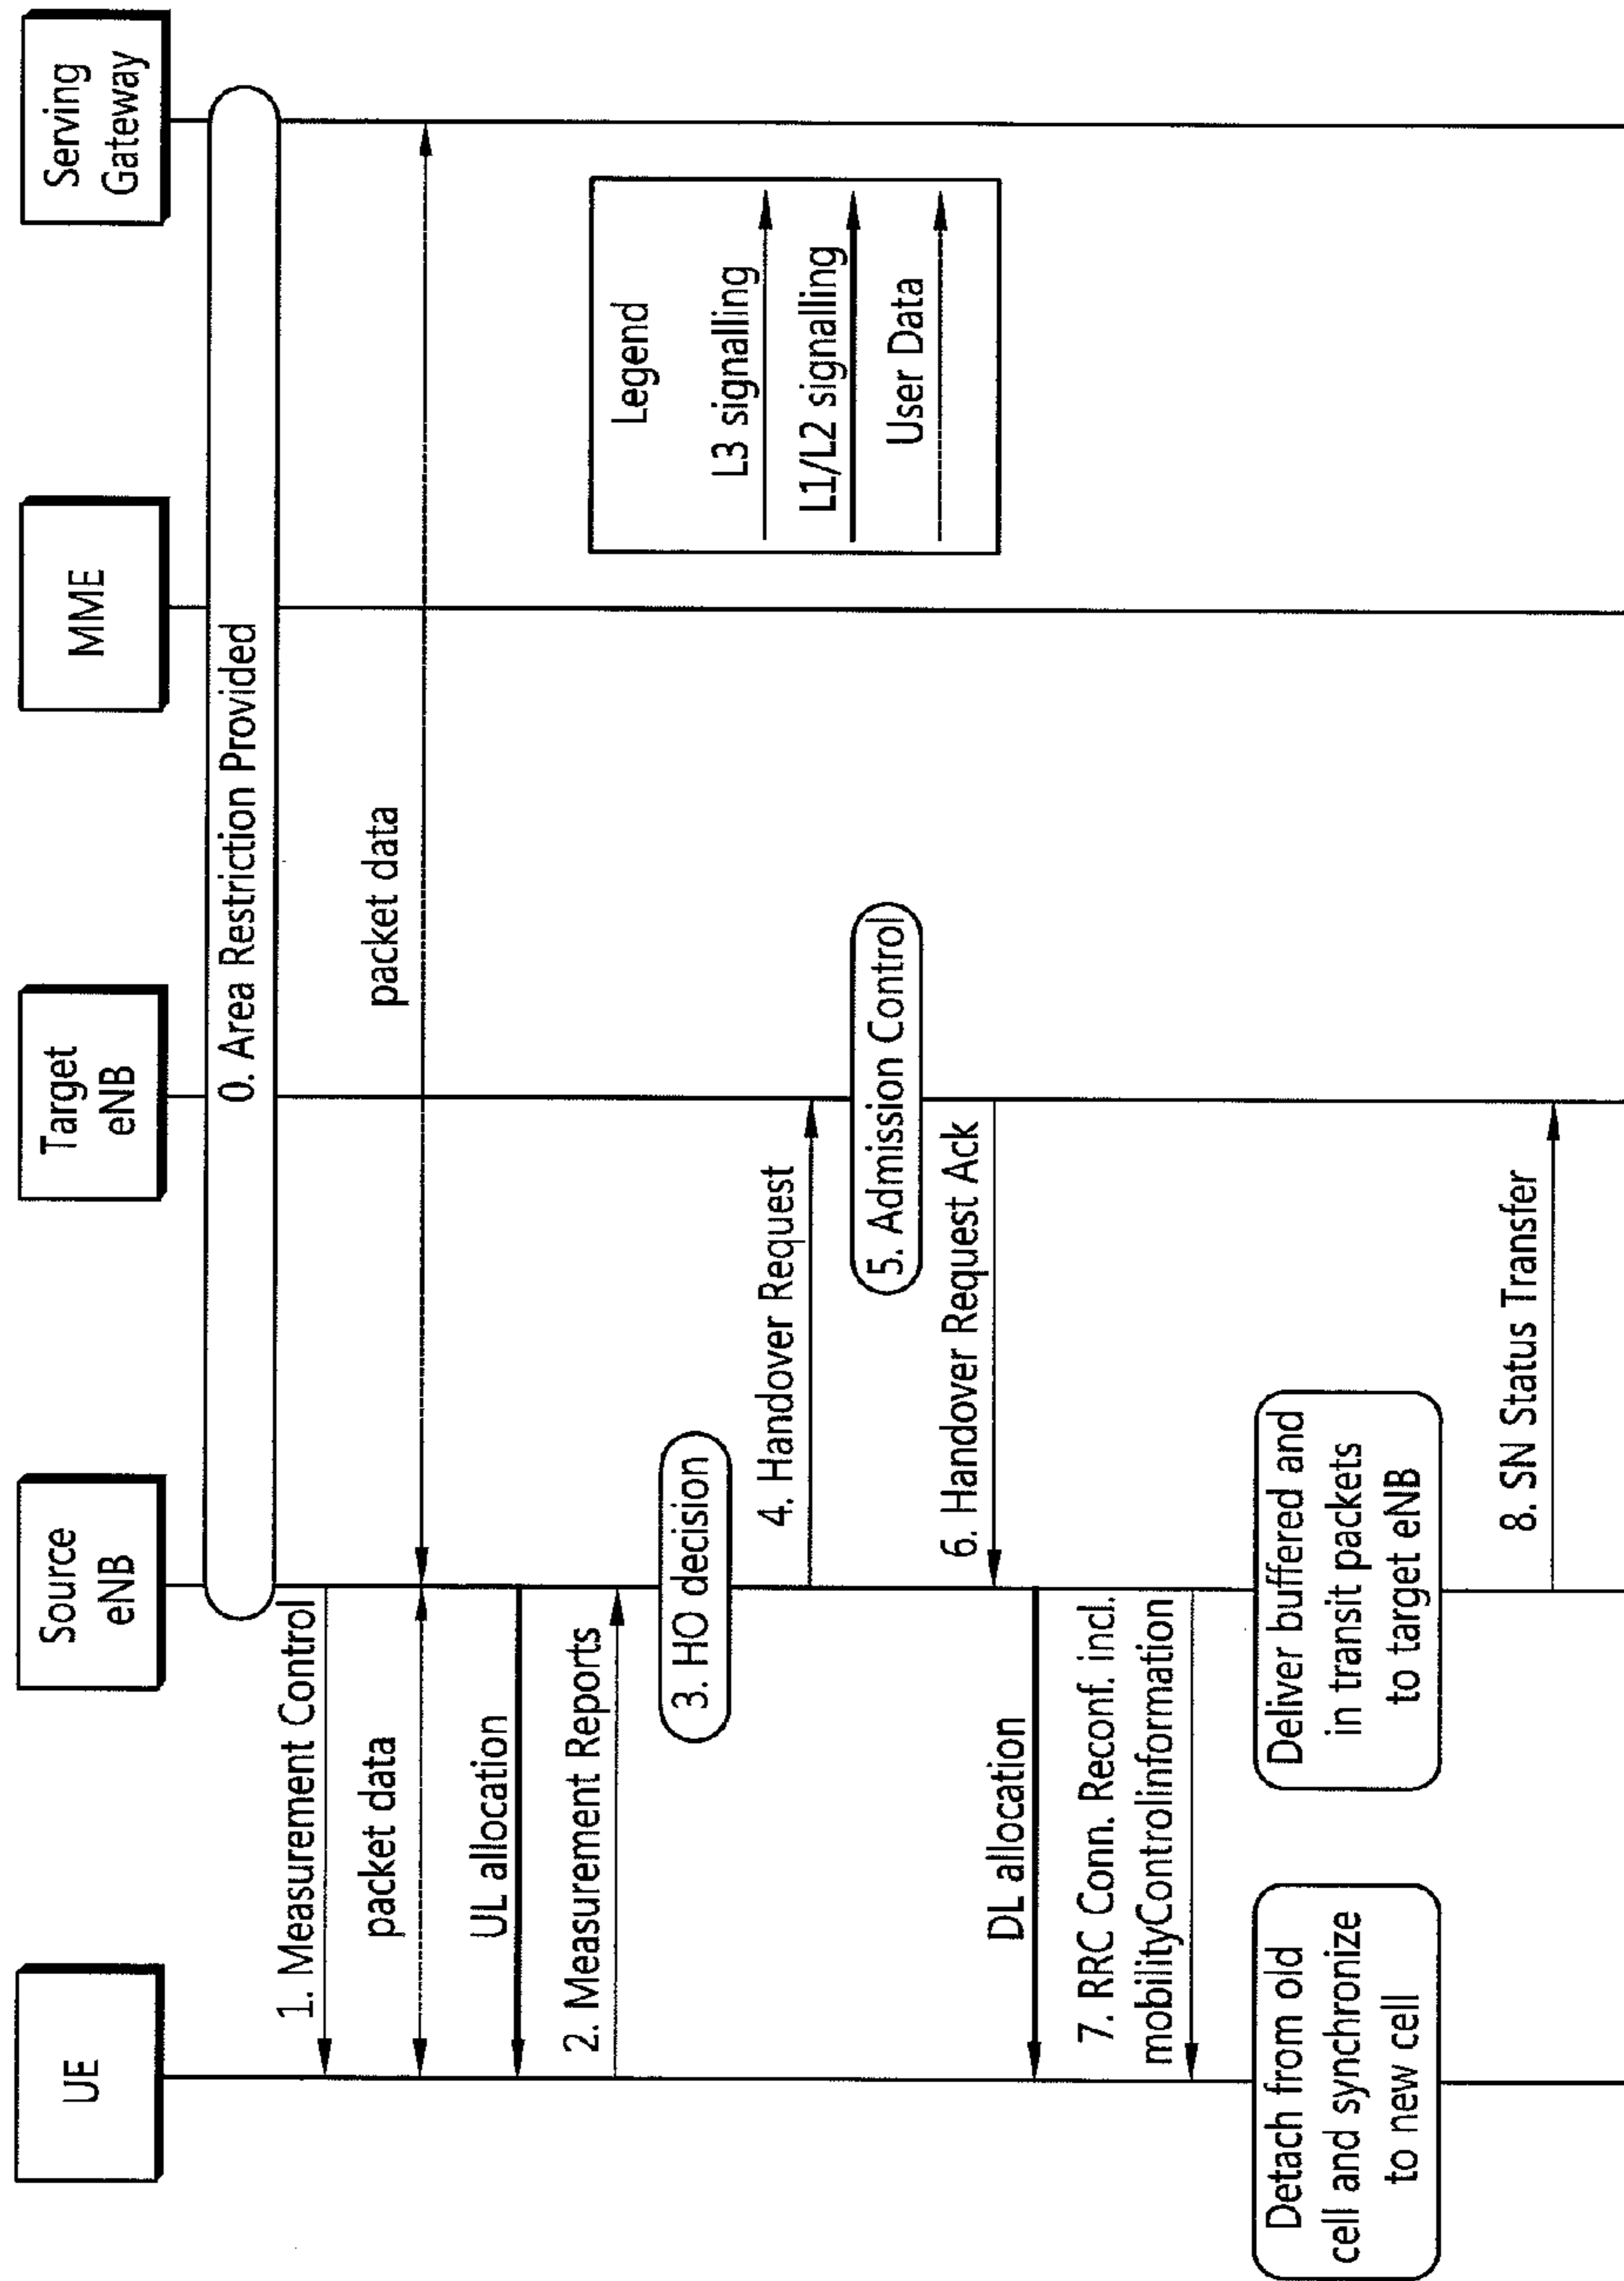 UE
Source
eNB
Target
eNB
MME
Serving
Gateway
0. Area Restriction Provided
1. Measurement Control
packet data
packet data
UL allocation
2. Measurement Reports
3. HO decision
Legend
L3 signalling
L1/L2 signalling
User Data
4. Handover Request
5. Admission Control
6. Handover Request Ack
DL allocation
7. RRC Conn. Reconf. incl.
mobilityControlinformation
Detach from old
cell and synchronize
to new cell
Deliver buffered and
in transit packets
to target eNB
8. SN Status Transfer